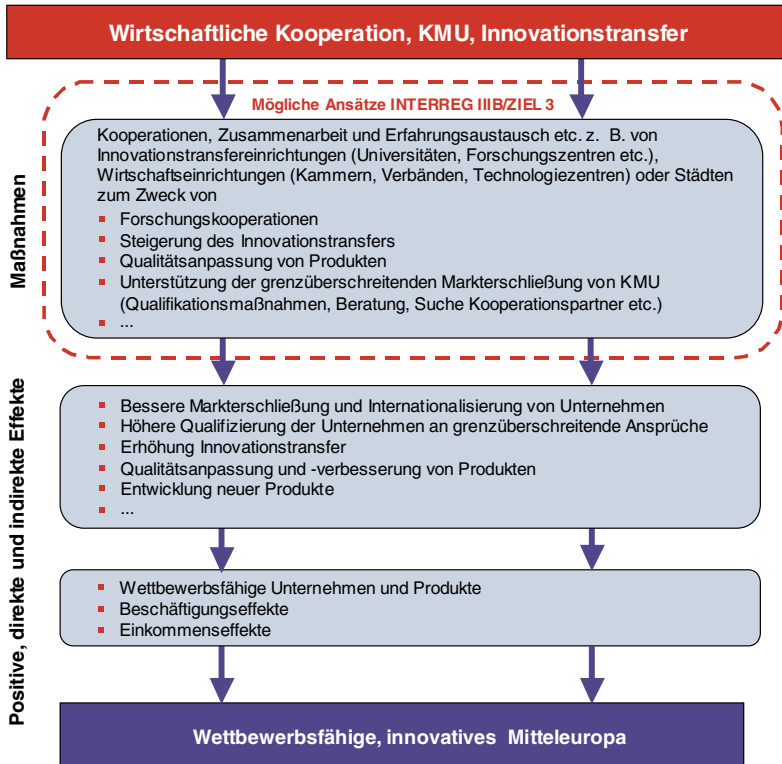 Wirtschaftliche Kooperation, KMU, Innovationstransfer
Mögliche Ansätze INTERREG IIIB/ZIEL 3
Maßnahmen
Kooperationen, Zusammenarbeit und Erfahrungsaustausch etc. z. B. von
Innovationstransfereinrichtungen (Universitäten, Forschungszentren etc.),
Wirtschaftseinrichtungen (Kammern, Verbänden, Technologiezentren) oder Städten
zum Zweck von
Forschungskooperationen
Steigerung des Innovationstransfers
Qualitätsanpassung von Produkten
Unterstützung der grenzüberschreitenden Markterschließung von KMU
(Qualifikationsmaßnahmen, Beratung, Suche Kooperationspartner etc.)
...
Positive, direkte und indirekte Effekte
Bessere Markterschließung und Internationalisierung von Unternehmen
Höhere Qualifizierung der Unternehmen an grenzüberschreitende Ansprüche
Erhöhung Innovationstransfer
Qualitätsanpassung und -verbesserung von Produkten
Entwicklung neuer Produkte
...
Wettbewerbsfähige Unternehmen und Produkte
Beschäftigungseffekte
Einkommenseffekte
Wettbewerbsfähige, innovatives Mitteleuropa